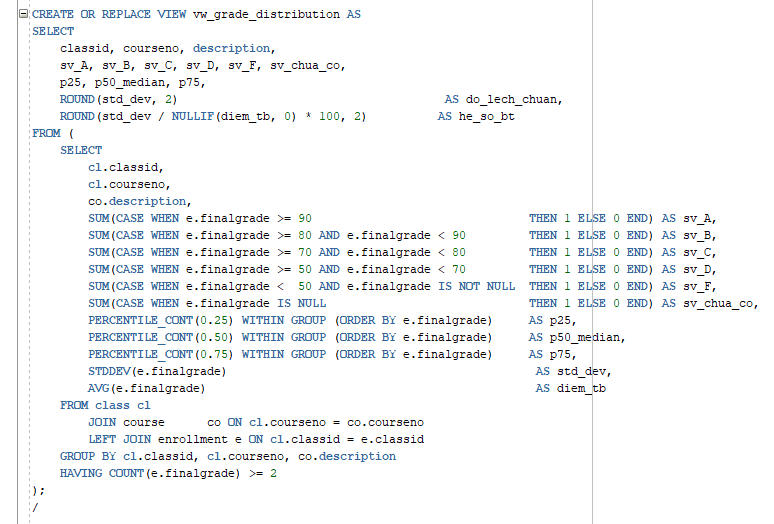 CREATE OR REPLACE VIEW vw_grade_distribution AS
SELECT
    classid, courseno, description,
    sv_A, sv_B, sv_C, sv_D, sv_F, sv_chua_co,
    p25, p50_median, p75,
    ROUND(std_dev, 2)                                      AS do_lech_chuan,
    ROUND(std_dev / NULLIF(diem_tb, 0) * 100, 2)          AS he_so_bt
FROM (
    SELECT
        cl.classid,
        cl.courseno,
        co.description,
        SUM(CASE WHEN e.finalgrade >= 90                               THEN 1 ELSE 0 END) AS sv_A,
        SUM(CASE WHEN e.finalgrade >= 80 AND e.finalgrade < 90         THEN 1 ELSE 0 END) AS sv_B,
        SUM(CASE WHEN e.finalgrade >= 70 AND e.finalgrade < 80         THEN 1 ELSE 0 END) AS sv_C,
        SUM(CASE WHEN e.finalgrade >= 50 AND e.finalgrade < 70         THEN 1 ELSE 0 END) AS sv_D,
        SUM(CASE WHEN e.finalgrade <  50 AND e.finalgrade IS NOT NULL  THEN 1 ELSE 0 END) AS sv_F,
        SUM(CASE WHEN e.finalgrade IS NULL                             THEN 1 ELSE 0 END) AS sv_chua_co,
        PERCENTILE_CONT(0.25) WITHIN GROUP (ORDER BY e.finalgrade)     AS p25,
        PERCENTILE_CONT(0.50) WITHIN GROUP (ORDER BY e.finalgrade)     AS p50_median,
        PERCENTILE_CONT(0.75) WITHIN GROUP (ORDER BY e.finalgrade)     AS p75,
        STDDEV(e.finalgrade)                                            AS std_dev,
        AVG(e.finalgrade)                                               AS diem_tb
    FROM class cl
        JOIN course      co ON cl.courseno = co.courseno
        LEFT JOIN enrollment e ON cl.classid = e.classid
    GROUP BY cl.classid, cl.courseno, co.description
    HAVING COUNT(e.finalgrade) >= 2
);
/